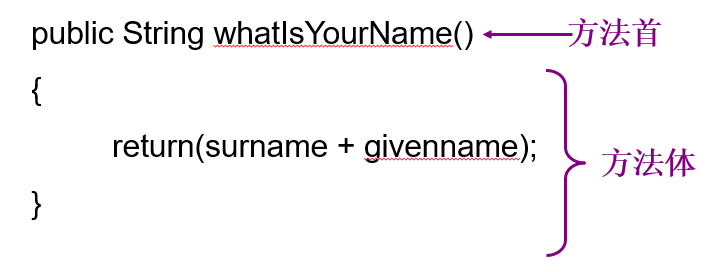 public String whatIsYourName() 方法首
{
return(surname + givenname); 方法体
}